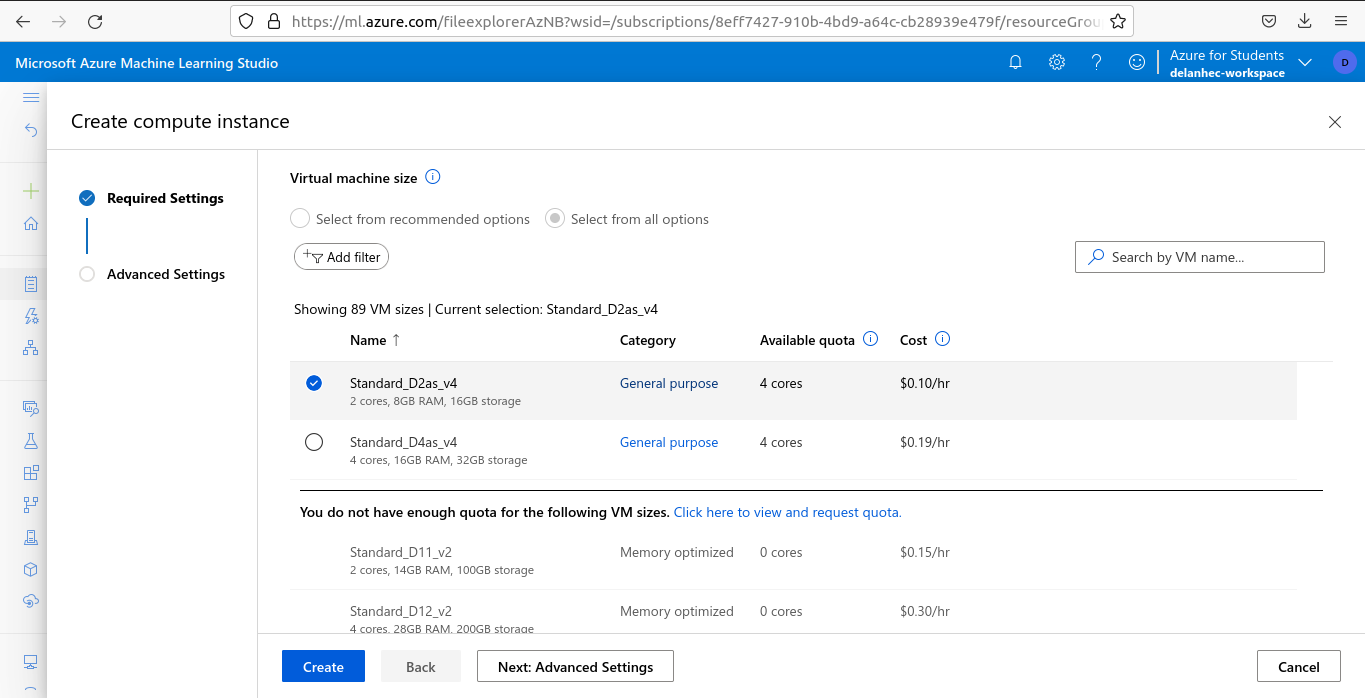 https://ml.azure.com/fileexplorerAzNB?wsid=/subscriptions/8eff7427-910b-4bd9-a64c-cb28939e479f/resourceGrou
Microsoft Azure Machine Learning Studio
Azure for Students
delanhec-workspace
D
Create compute instance
Required Settings
Advanced Settings
Virtual machine size
Select from recommended options Select from all options
Add filter
Search by VM name...
Showing 89 VM sizes | Current selection: Standard_D2as_v4
Name ↑ Category Available quota Cost
Standard_D2as_v4 General purpose 4 cores $0.10/hr
2 cores, 8GB RAM, 16GB storage
Standard_D4as_v4 General purpose 4 cores $0.19/hr
4 cores, 16GB RAM, 32GB storage
You do not have enough quota for the following VM sizes. Click here to view and request quota.
Standard_D11_v2 Memory optimized 0 cores $0.15/hr
2 cores, 14GB RAM, 100GB storage
Standard_D12_v2 Memory optimized 0 cores $0.30/hr
4 cores, 28GB RAM, 200GB storage
Create Back Next: Advanced Settings Cancel